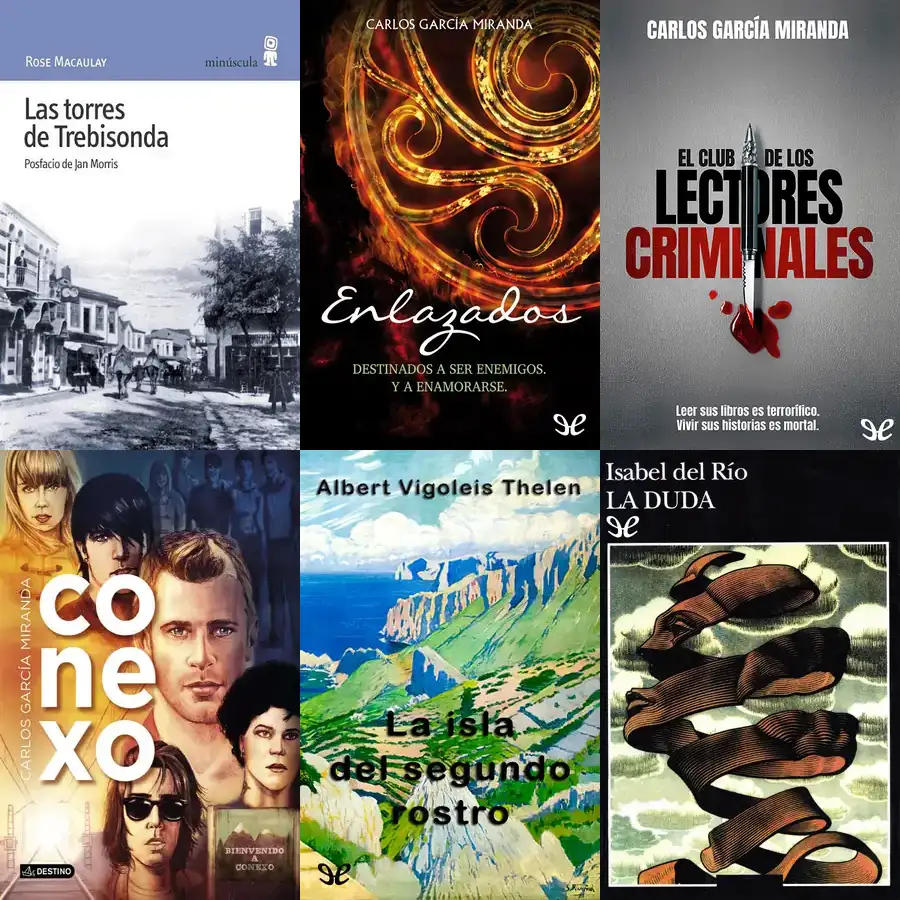 ROSE MACAULAY
minúscula
Las torres
de Trebisonda
Posfacio de Jan Morris
CARLOS GARCÍA MIRANDA
Enlazados
DESTINADOS A SER ENEMIGOS.
Y A ENAMORARSE.
CARLOS GARCÍA MIRANDA
EL CLUB DE LOS
LECTORES
CRIMINALES
Leer sus libros es terrorífico.
Vivir sus historias es mortal.
CARLOS GARCÍA MIRANDA
co
ne
xo
BIENVENIDO
A
CONEXO
DESTINO
Albert Vigoleis Thelen
La isla
del segundo
rostro
Isabel del Río
LA DUDA